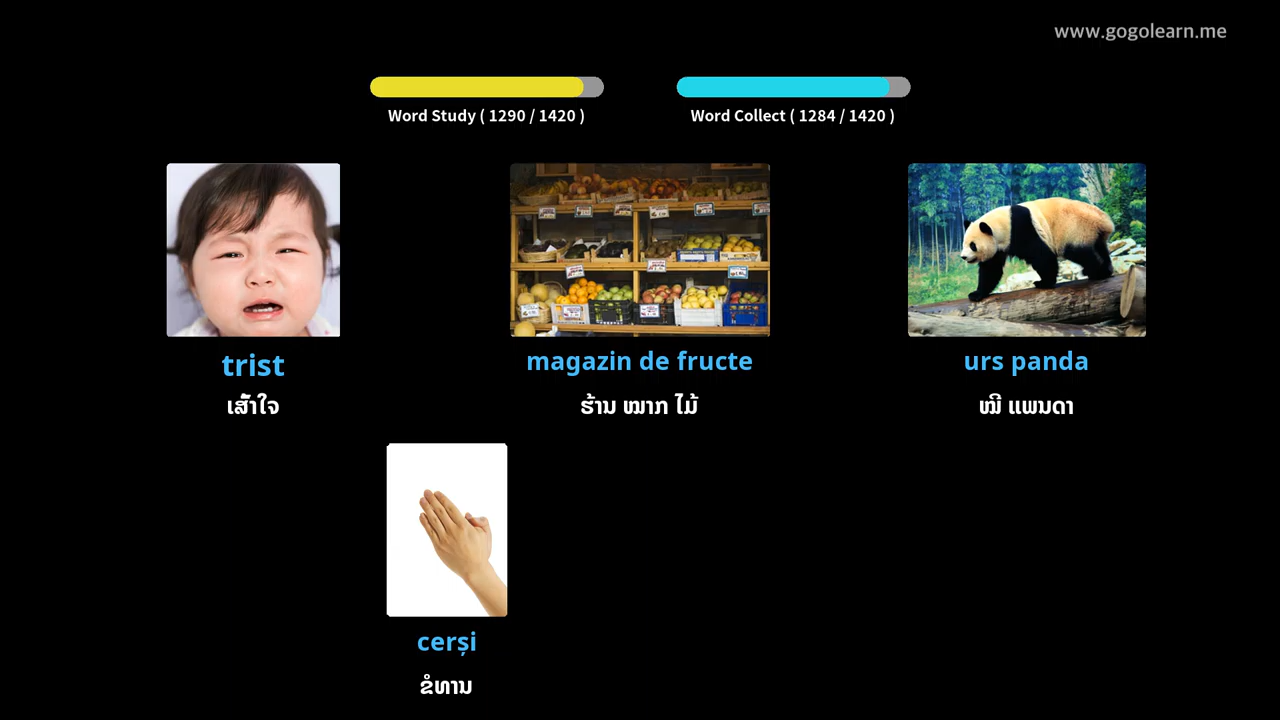 www.gogolearn.me
Word Study ( 1290 / 1420 )
Word Collect ( 1284 / 1420 )
trist
ເສົ້າໃຈ
magazin de fructe
ຮ້ານ ໝາກ ໄມ້
urs panda
ໝີ ແພນດາ
cerși
ຂໍທານ